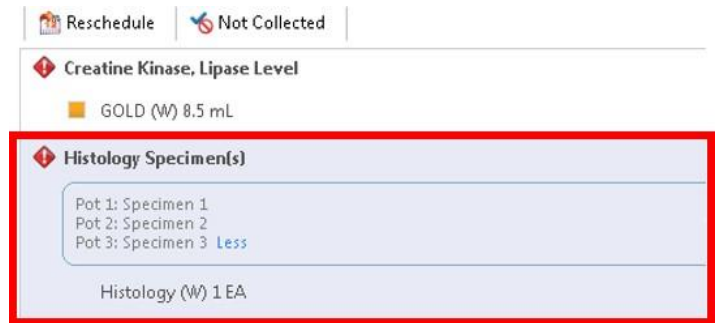 Reschedule Not Collected
Creatine Kinase, Lipase Level
GOLD (W) 8.5 mL
Histology Specimen(s)
Pot 1: Specimen 1
Pot 2: Specimen 2
Pot 3: Specimen 3 Less
Histology (W) 1 EA